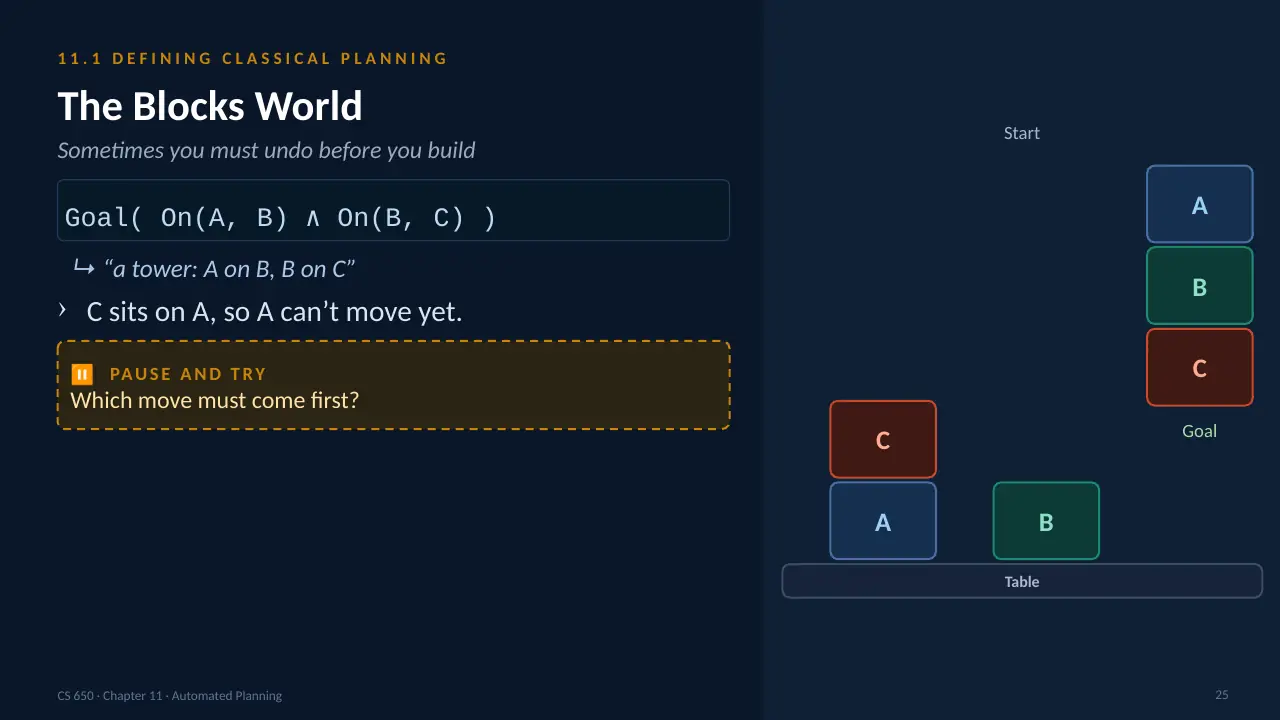 11.1 DEFINING CLASSICAL PLANNING
The Blocks World
Sometimes you must undo before you build
Goal( On(A, B) ∧ On(B, C) )
↪ “a tower: A on B, B on C”
› C sits on A, so A can’t move yet.
⏸ PAUSE AND TRY
Which move must come first?
Start
A
B
C
Goal
C
A
B
Table
CS 650 · Chapter 11 · Automated Planning
25